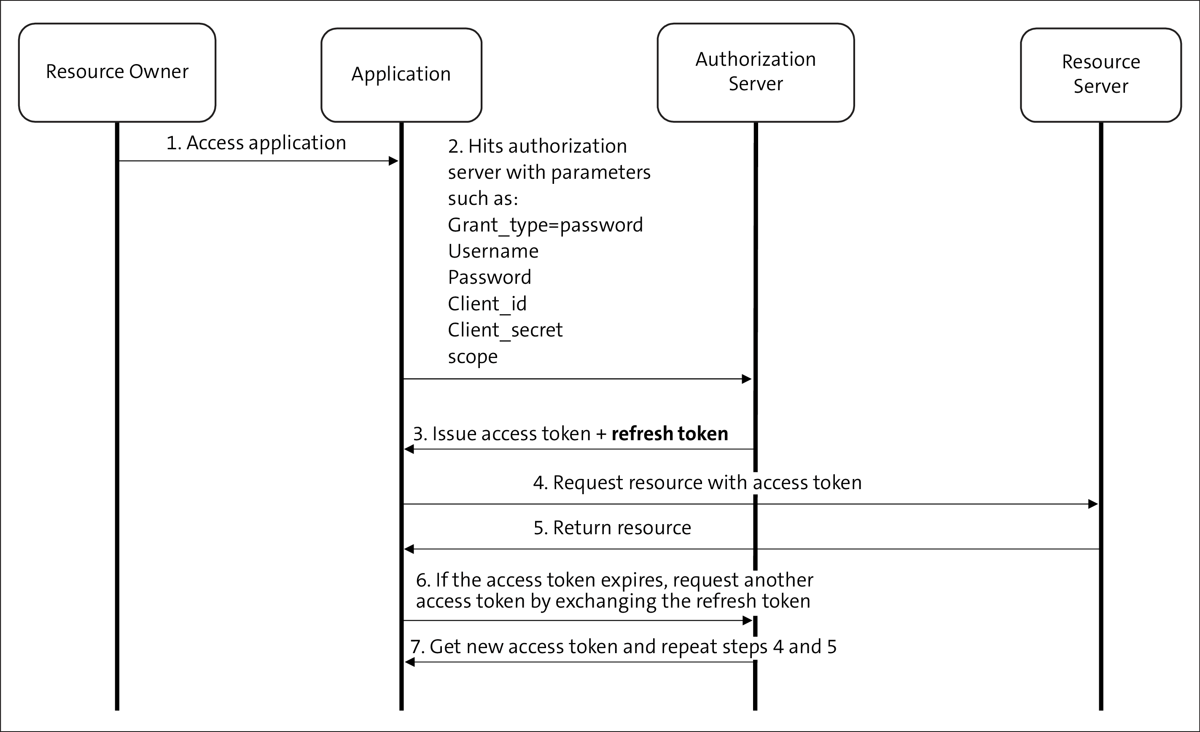 Resource Owner
Application
Authorization
Server
Resource
Server
1. Access application
2. Hits authorization
server with parameters
such as:
Grant_type=password
Username
Password
Client_id
Client_secret
scope
3. Issue access token + refresh token
4. Request resource with access token
5. Return resource
6. If the access token expires, request another
access token by exchanging the refresh token
7. Get new access token and repeat steps 4 and 5